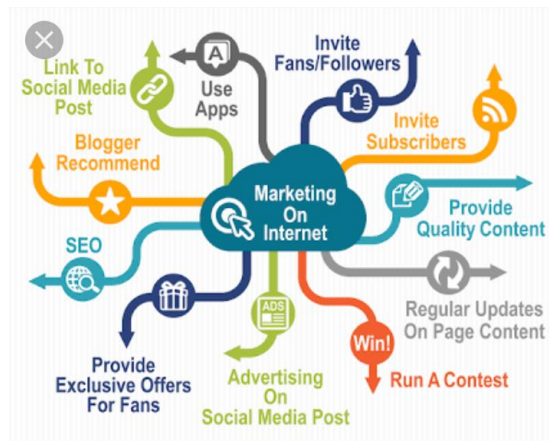 Link To
Social Media
Post
A
Use
Apps
Invite
Fans/Followers
Invite
Subscribers
Blogger
Recommend
Marketing
On
Internet
Provide
Quality Content
SEO
Regular Updates
On Page Content
Provide
Exclusive Offers
For Fans
ADS
Advertising
On
Social Media Post
Win!
Run A Contest